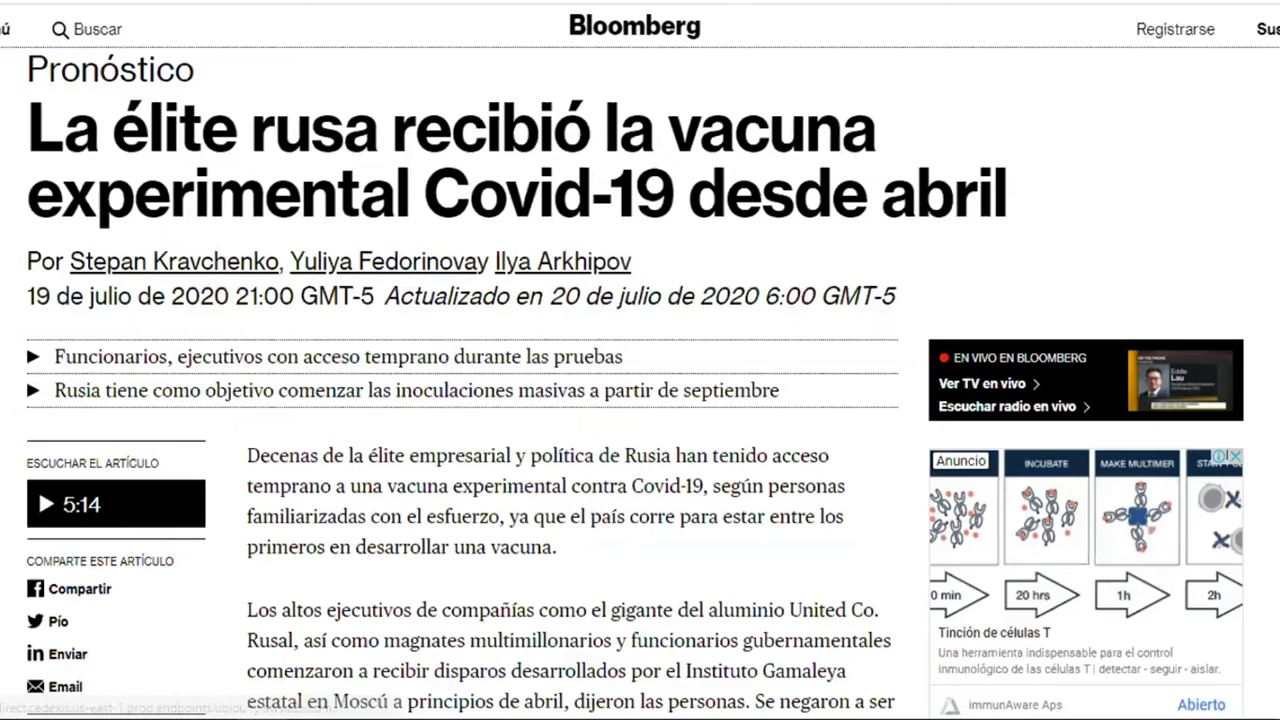 ú
Buscar
Bloomberg
Registrarse
Sus
Pronóstico
La élite rusa recibió la vacuna
experimental Covid-19 desde abril
Por Stepan Kravchenko, Yuliya Fedorinovay Ilya Arkhipov
19 de julio de 2020 21:00 GMT-5 Actualizado en 20 de julio de 2020 6:00 GMT-5
Funcionarios, ejecutivos con acceso temprano durante las pruebas
Rusia tiene como objetivo comenzar las inoculaciones masivas a partir de septiembre
EN VIVO EN BLOOMBERG
Ver TV en vivo
Escuchar radio en vivo
Eddie
Lau
ESCUCHAR EL ARTÍCULO
5:14
COMPARTE ESTE ARTÍCULO
Compartir
Pío
Enviar
Email
Decenas de la élite empresarial y política de Rusia han tenido acceso
temprano a una vacuna experimental contra Covid-19, según personas
familiarizadas con el esfuerzo, ya que el país corre para estar entre los
primeros en desarrollar una vacuna.
Los altos ejecutivos de compañías como el gigante del aluminio United Co.
Rusal, así como magnates multimillonarios y funcionarios gubernamentales
comenzaron a recibir disparos desarrollados por el Instituto Gamaleya
estatal en Moscú a principios de abril, dijeron las personas. Se negaron a ser
Anuncio
INCUBATE
MAKE MULTIMER
0 min
20 hrs
1h
2h
Tinción de células T
Una herramienta indispensable para el control
inmunológico de las células T | detectar - seguir - aislar.
immunAware Aps
Abierto